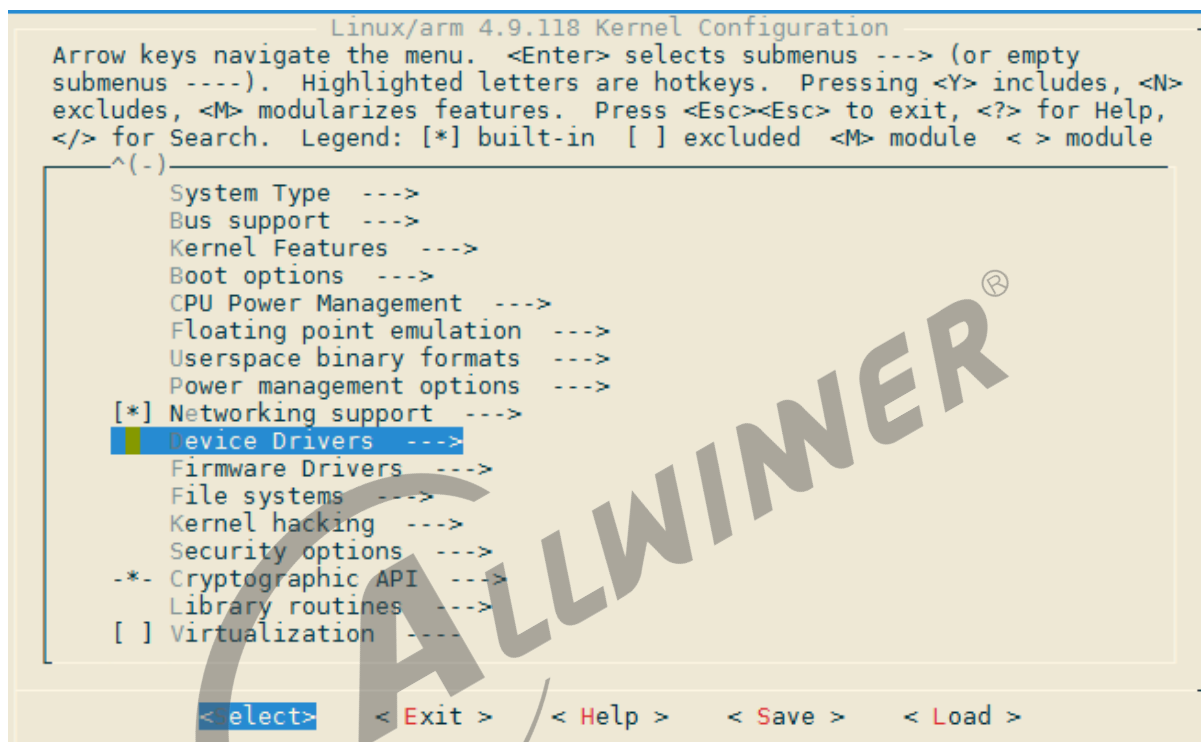 Linux/arm 4.9.118 Kernel Configuration
Arrow keys navigate the menu.  <Enter> selects submenus ---> (or empty
submenus ----).  Highlighted letters are hotkeys.  Pressing <Y> includes, <N>
excludes, <M> modularizes features.  Press <Esc><Esc> to exit, <?> for Help,
</> for Search.  Legend: [*] built-in  [ ] excluded  <M> module  < > module
^(-)
System Type  --->
Bus support  --->
Kernel Features  --->
Boot options  --->
CPU Power Management  --->
Floating point emulation  --->
Userspace binary formats  --->
Power management options  --->
[*] Networking support  --->
Device Drivers  --->
Firmware Drivers  --->
File systems  --->
Kernel hacking  --->
Security options  --->
-*- Cryptographic API  --->
Library routines  --->
[ ] Virtualization  ----
<Select>    < Exit >    < Help >    < Save >    < Load >
ALLWINNER®